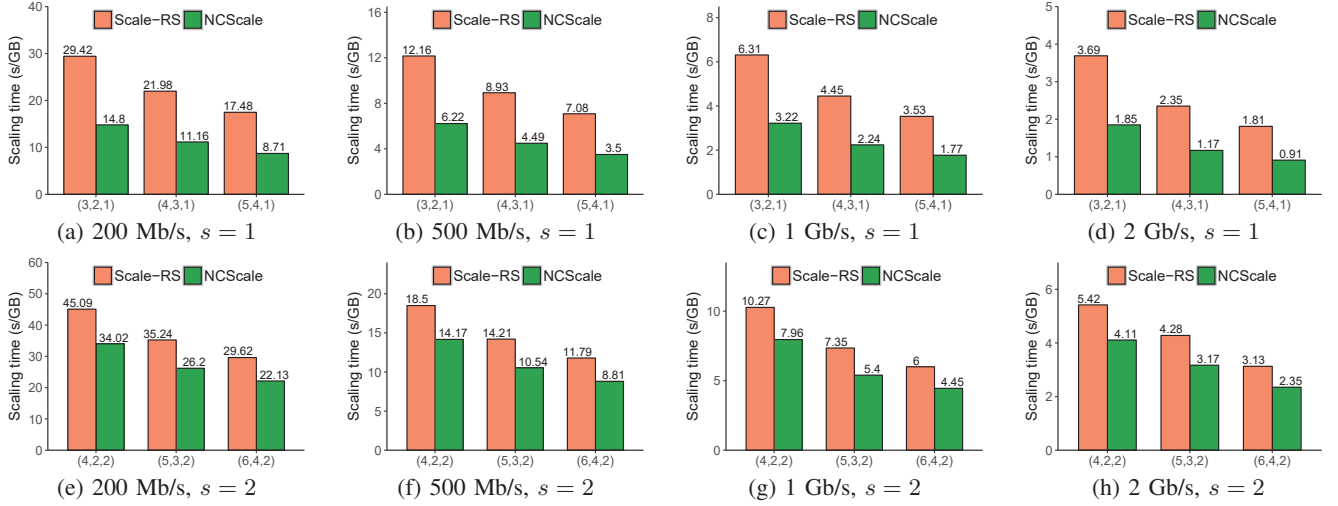 Scale-RS NCScale
Scaling time (s/GB)
40
30
20
10
0
29.42
14.8
21.98
11.16
17.48
8.71
(3,2,1) (4,3,1) (5,4,1)
(a) 200 Mb/s, s = 1
Scale-RS NCScale
Scaling time (s/GB)
16
12
8
4
0
12.16
6.22
8.93
4.49
7.08
3.5
(3,2,1) (4,3,1) (5,4,1)
(b) 500 Mb/s, s = 1
Scale-RS NCScale
Scaling time (s/GB)
8
6
4
2
0
6.31
3.22
4.45
2.24
3.53
1.77
(3,2,1) (4,3,1) (5,4,1)
(c) 1 Gb/s, s = 1
Scale-RS NCScale
Scaling time (s/GB)
5
4
3
2
1
0
3.69
1.85
2.35
1.17
1.81
0.91
(3,2,1) (4,3,1) (5,4,1)
(d) 2 Gb/s, s = 1
Scale-RS NCScale
Scaling time (s/GB)
60
50
40
30
20
10
0
45.09
34.02
35.24
26.2
29.62
22.13
(4,2,2) (5,3,2) (6,4,2)
(e) 200 Mb/s, s = 2
Scale-RS NCScale
Scaling time (s/GB)
20
15
10
5
0
18.5
14.17
14.21
10.54
11.79
8.81
(4,2,2) (5,3,2) (6,4,2)
(f) 500 Mb/s, s = 2
Scale-RS NCScale
Scaling time (s/GB)
10
5
0
10.27
7.96
7.35
5.4
6
4.45
(4,2,2) (5,3,2) (6,4,2)
(g) 1 Gb/s, s = 2
Scale-RS NCScale
Scaling time (s/GB)
6
4
2
0
5.42
4.11
4.28
3.17
3.13
2.35
(4,2,2) (5,3,2) (6,4,2)
(h) 2 Gb/s, s = 2